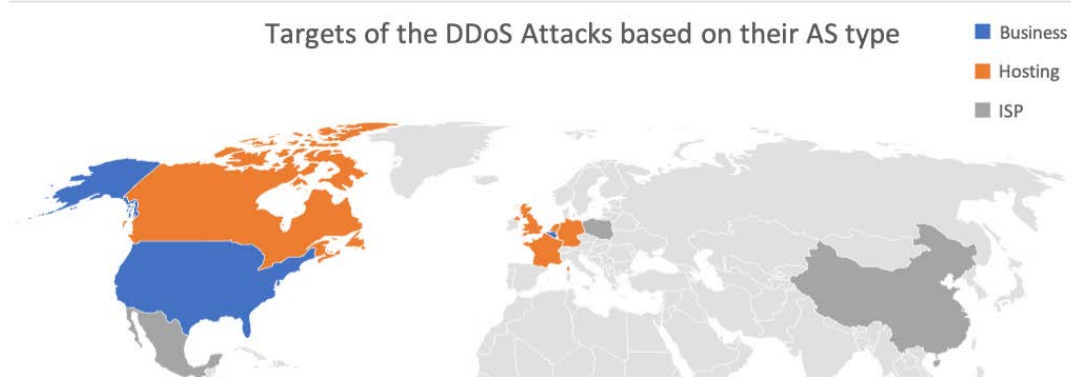 Targets of the DDoS Attacks based on their AS type
Business
Hosting
ISP